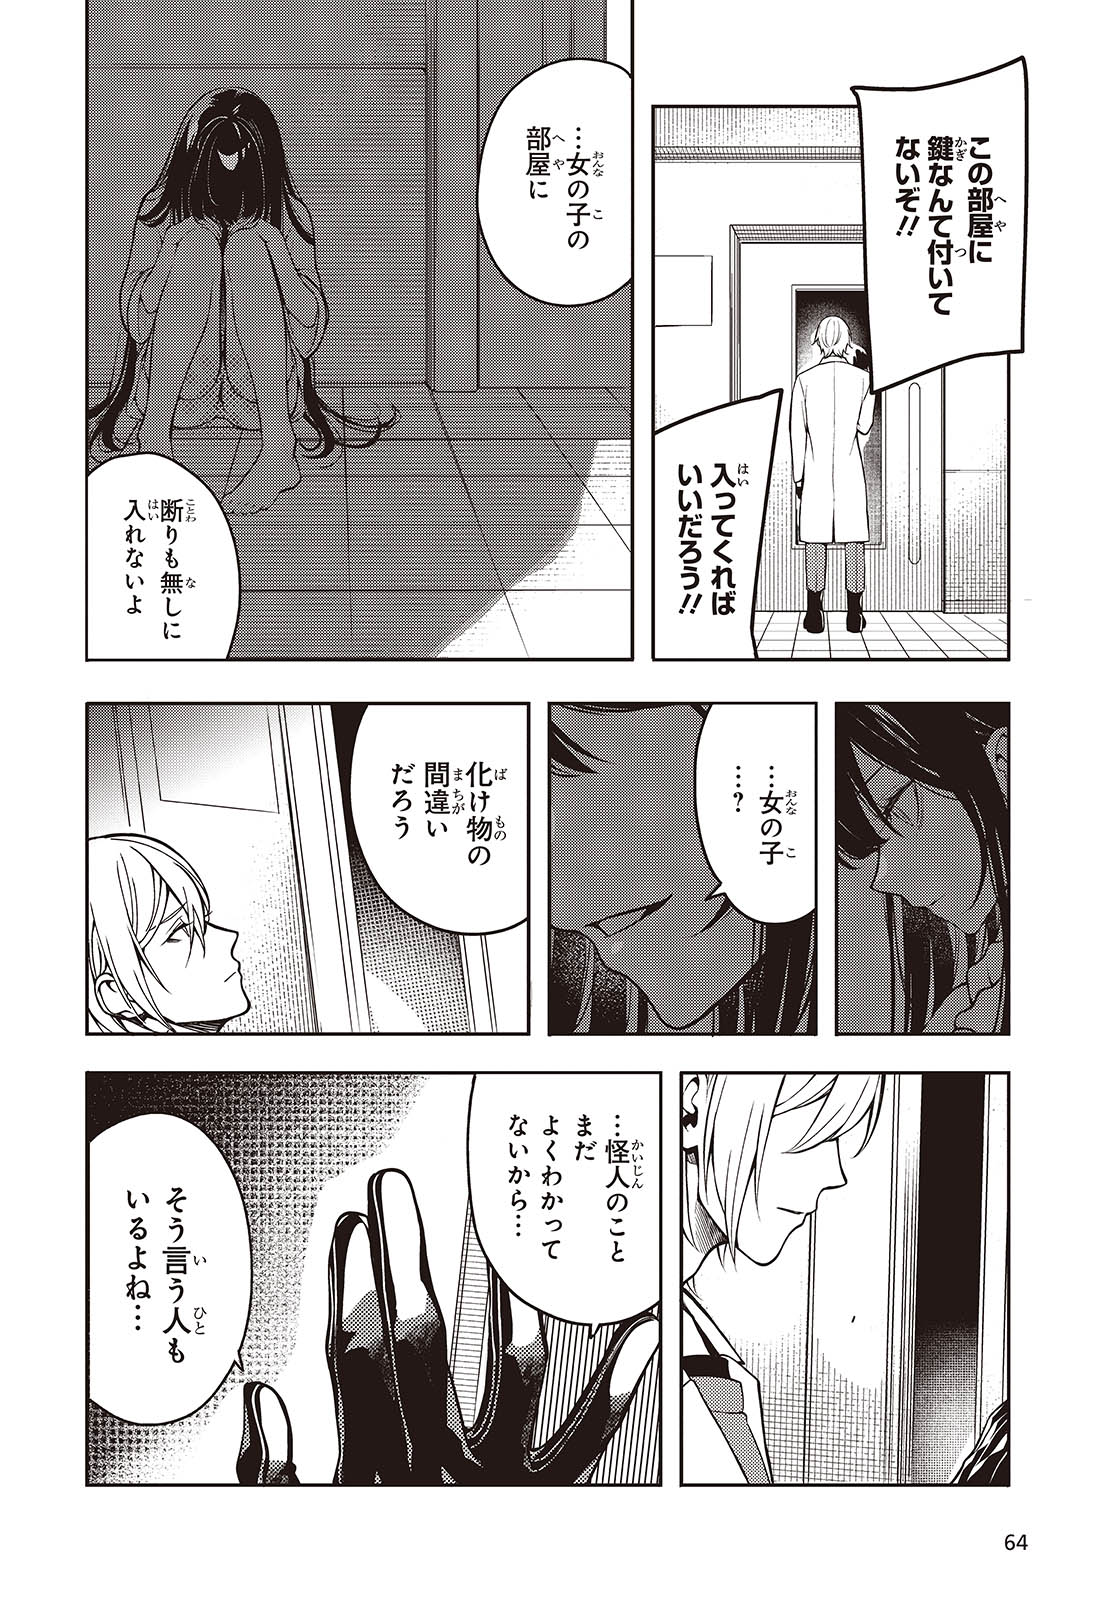 この部屋に
鍵なんて付いて
ないぞ!!
入ってくれば
いいだろう!!
…女の子の
部屋に
断りも無しに
入れないよ
…女の子
…?
化け物の
間違い
だろう
…怪人のこと
まだ
よくわかって
ないから…
そう言う人も
いるよね…
64